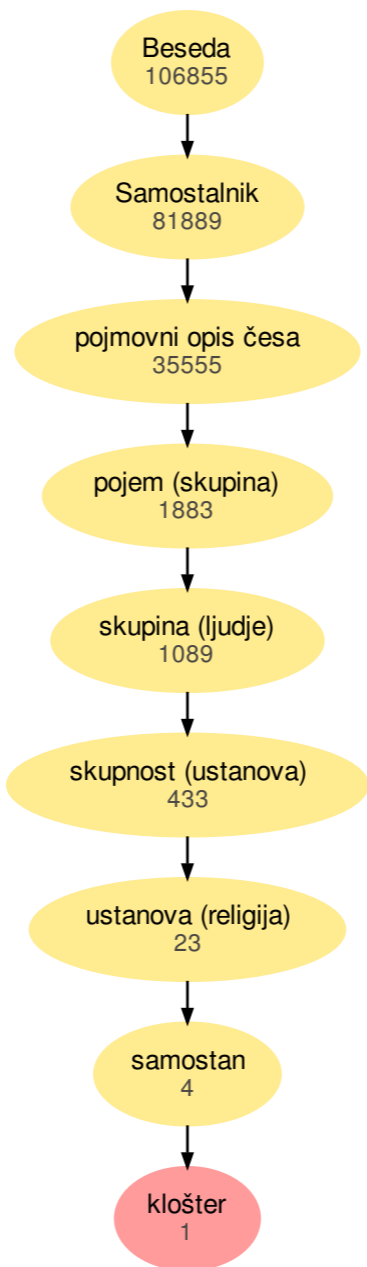 Beseda
106855
Samostalnik
81889
pojmovni opis česa
35555
pojem (skupina)
1883
skupina (ljudje)
1089
skupnost (ustanova)
433
ustanova (religija)
23
samostan
4
klošter
1